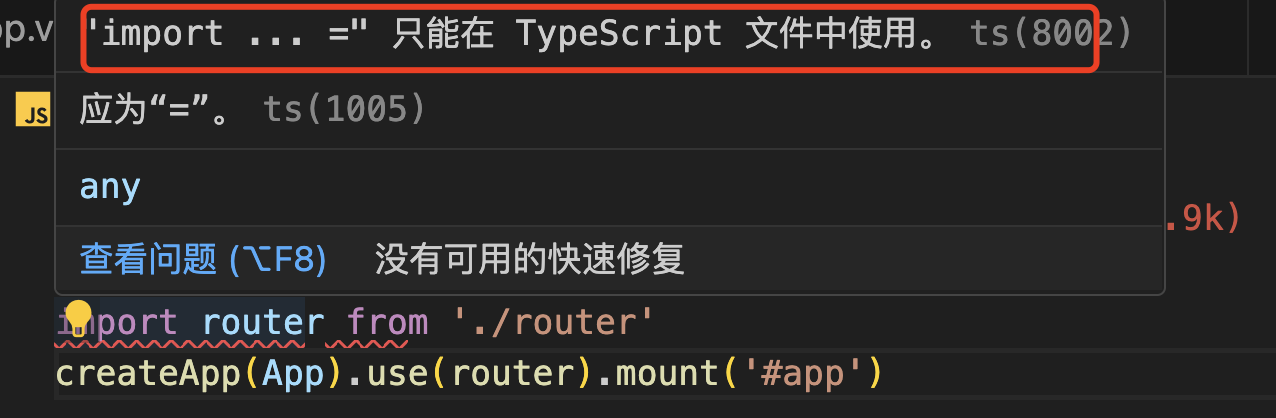 pp.v
'import ... =" 只能在 TypeScript 文件中使用。 ts(8002)
JS
应为“=”。 ts(1005)
any
.9k)
查看问题 (⌥F8) 没有可用的快速修复
import router from './router'
createApp(App).use(router).mount('#app')